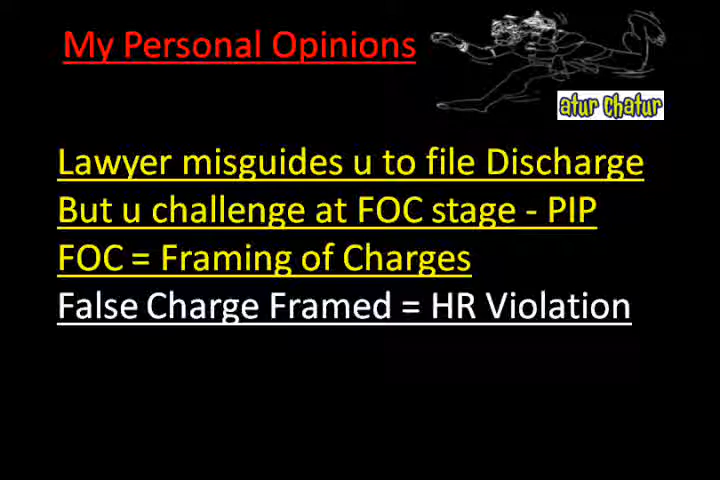 My Personal Opinions
atur chatur
Lawyer misguides u to file Discharge
But u challenge at FOC stage - PIP
FOC = Framing of Charges
False Charge Framed = HR Violation